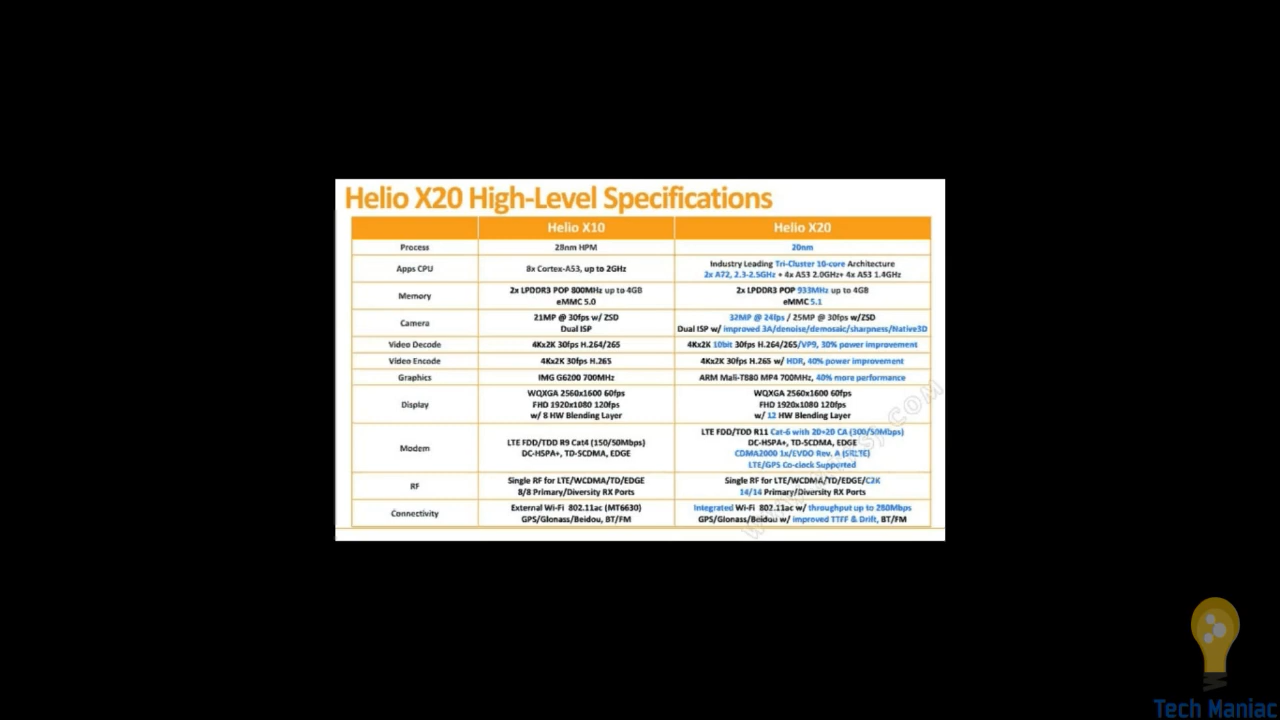 Helio X20 High-Level Specifications
Helio X10 Helio X20
Process 28nm HPM 20nm
Apps CPU 8x Cortex-A53, up to 2GHz Industry Leading Tri-Cluster 10-core Architecture
2x A72, 2.3-2.5GHz + 4x A53 2.0GHz+ 4x A53 1.4GHz
Memory 2x LPDDR3 POP 800MHz up to 4GB 2x LPDDR3 POP 933MHz up to 4GB
eMMC 5.0 eMMC 5.1
Camera 21MP @ 30fps w/ ZSD 32MP @ 24fps / 25MP @ 30fps w/ZSD
Dual ISP Dual ISP w/ improved 3A/denoise/demosaic/sharpness/Native3D
Video Decode 4Kx2K 30fps H.264/265 4Kx2K 10bit 30fps H.264/265/VP9, 30% power improvement
Video Encode 4Kx2K 30fps H.265 4Kx2K 30fps H.265 w/ HDR, 40% power improvement
Graphics IMG G6200 700MHz ARM Mali-T880 MP4 700MHz, 40% more performance
Display WQXGA 2560x1600 60fps WQXGA 2560x1600 60fps
FHD 1920x1080 120fps FHD 1920x1080 120fps
w/ 8 HW Blending Layer w/ 12 HW Blending Layer
Modem LTE FDD/TDD R9 Cat4 (150/50Mbps) LTE FDD/TDD R11 Cat-6 with 20+20 CA (300/50Mbps)
DC-HSPA+, TD-SCDMA, EDGE DC-HSPA+, TD-SCDMA, EDGE
CDMA2000 1x/EVDO Rev. A (SRLTE)
LTE/GPS Co-clock Supported
RF Single RF for LTE/WCDMA/TD/EDGE Single RF for LTE/WCDMA/TD/EDGE/C2K
8/8 Primary/Diversity RX Ports 14/14 Primary/Diversity RX Ports
Connectivity External Wi-Fi 802.11ac (MT6630) Integrated Wi-Fi 802.11ac w/ throughput up to 280Mbps
GPS/Glonass/Beidou, BT/FM GPS/Glonass/Beidou w/ improved TTFF & Drift, BT/FM
Tech Maniac